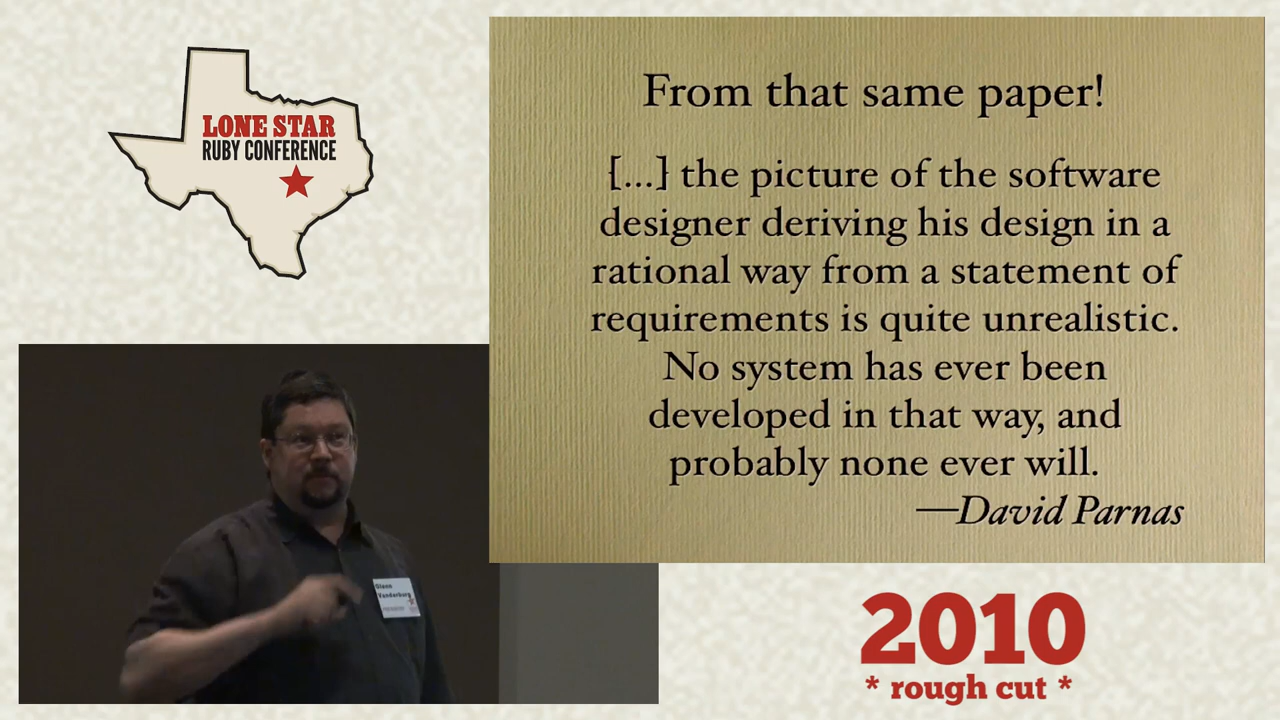 LONE STAR
RUBY CONFERENCE
From that same paper!
[...] the picture of the software
designer deriving his design in a
rational way from a statement of
requirements is quite unrealistic.
No system has ever been
developed in that way, and
probably none ever will.
—David Parnas
Glenn
Vanderburg
2010
* rough cut *